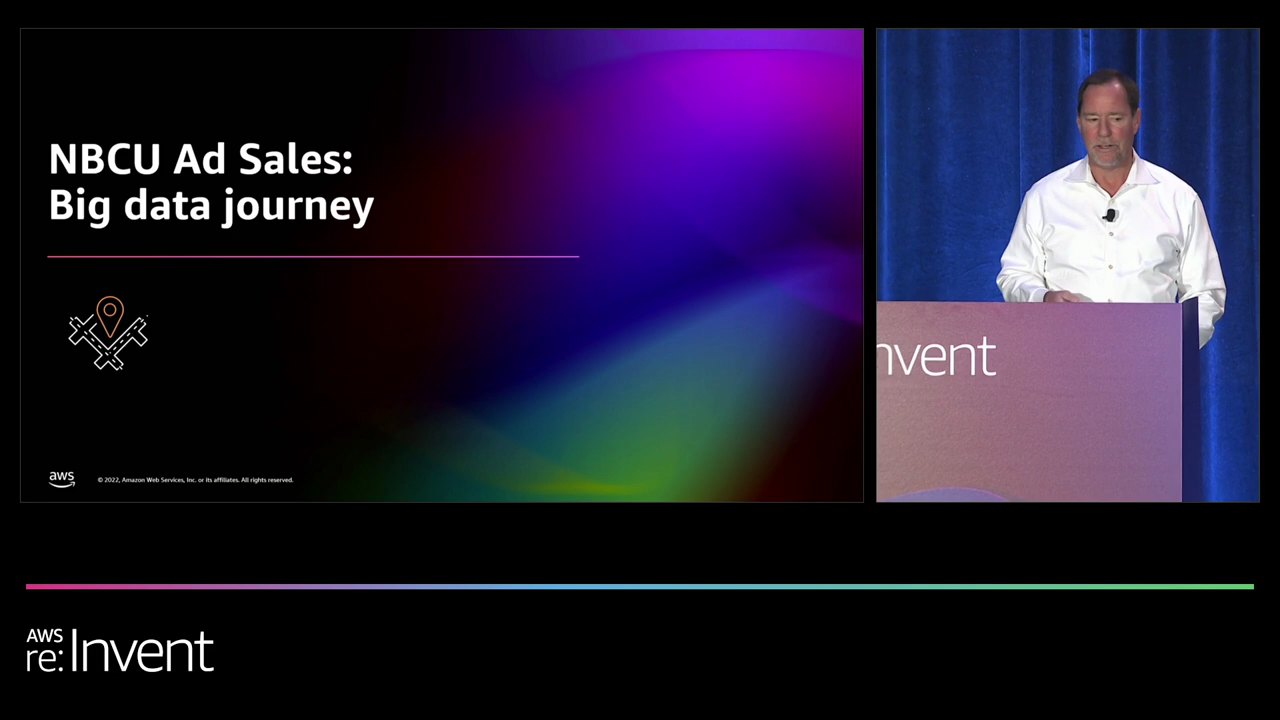 NBCU Ad Sales:
Big data journey
aws
© 2022, Amazon Web Services, Inc. or its affiliates. All rights reserved.
nvent
AWS
re:Invent